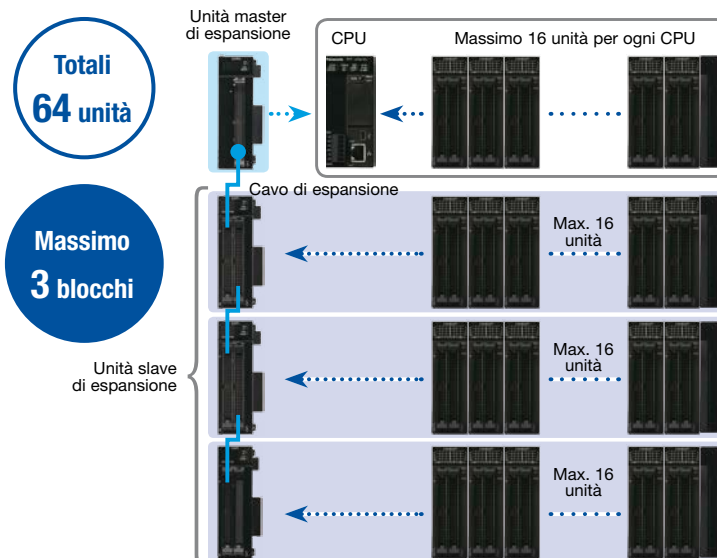 Unità master
di espansione
CPU
Massimo 16 unità per ogni CPU
Totali
64 unità
Cavo di espansione
Massimo
3 blocchi
Max. 16
unità
Unità slave
di espansione
Max. 16
unità
Max. 16
unità